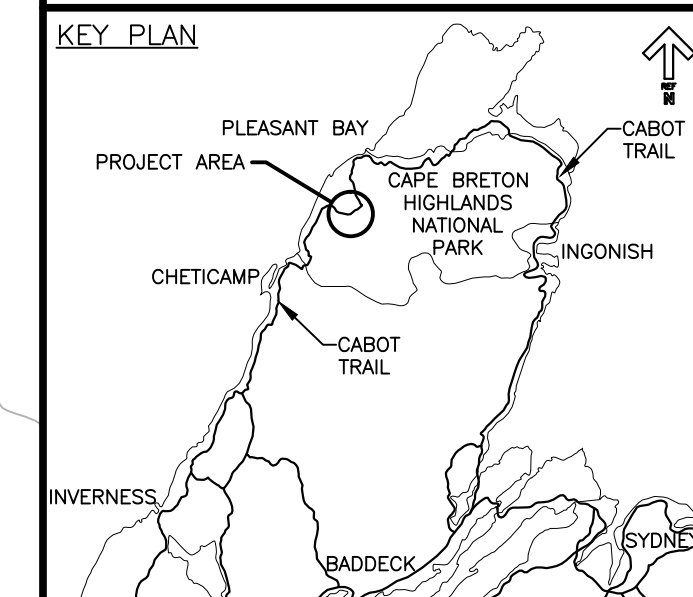 KEY PLAN
REF
N
PLEASANT BAY
CABOT
TRAIL
PROJECT AREA
CAPE BRETON
HIGHLANDS
NATIONAL
PARK
INGONISH
CHETICAMP
CABOT
TRAIL
INVERNESS
SYDNEY
BADDECK